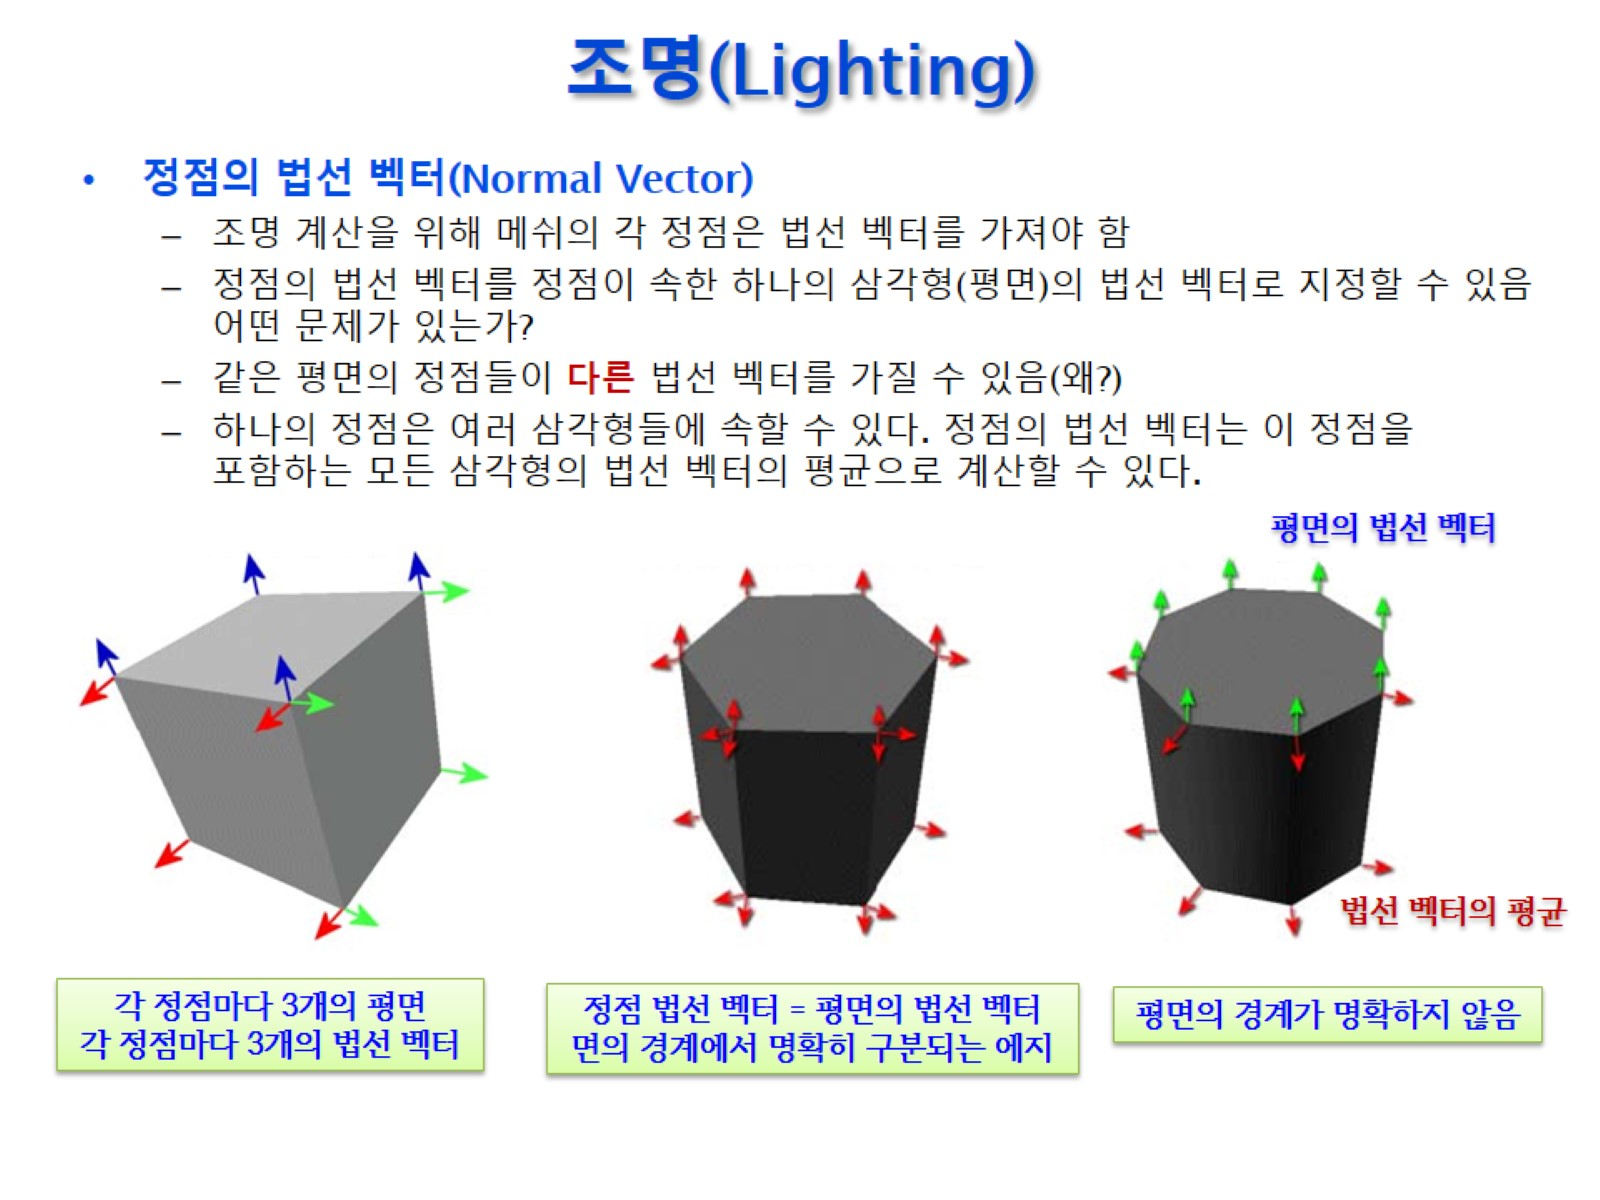 조명(Lighting)
• 정점의 법선 벡터(Normal Vector)
– 조명 계산을 위해 메쉬의 각 정점은 법선 벡터를 가져야 함
– 정점의 법선 벡터를 정점이 속한 하나의 삼각형(평면)의 법선 벡터로 지정할 수 있음
어떤 문제가 있는가?
– 같은 평면의 정점들이 다른 법선 벡터를 가질 수 있음(왜?)
– 하나의 정점은 여러 삼각형들에 속할 수 있다. 정점의 법선 벡터는 이 정점을
포함하는 모든 삼각형의 법선 벡터의 평균으로 계산할 수 있다.
평면의 법선 벡터
법선 벡터의 평균
각 정점마다 3개의 평면
각 정점마다 3개의 법선 벡터
정점 법선 벡터 = 평면의 법선 벡터
면의 경계에서 명확히 구분되는 에지
평면의 경계가 명확하지 않음